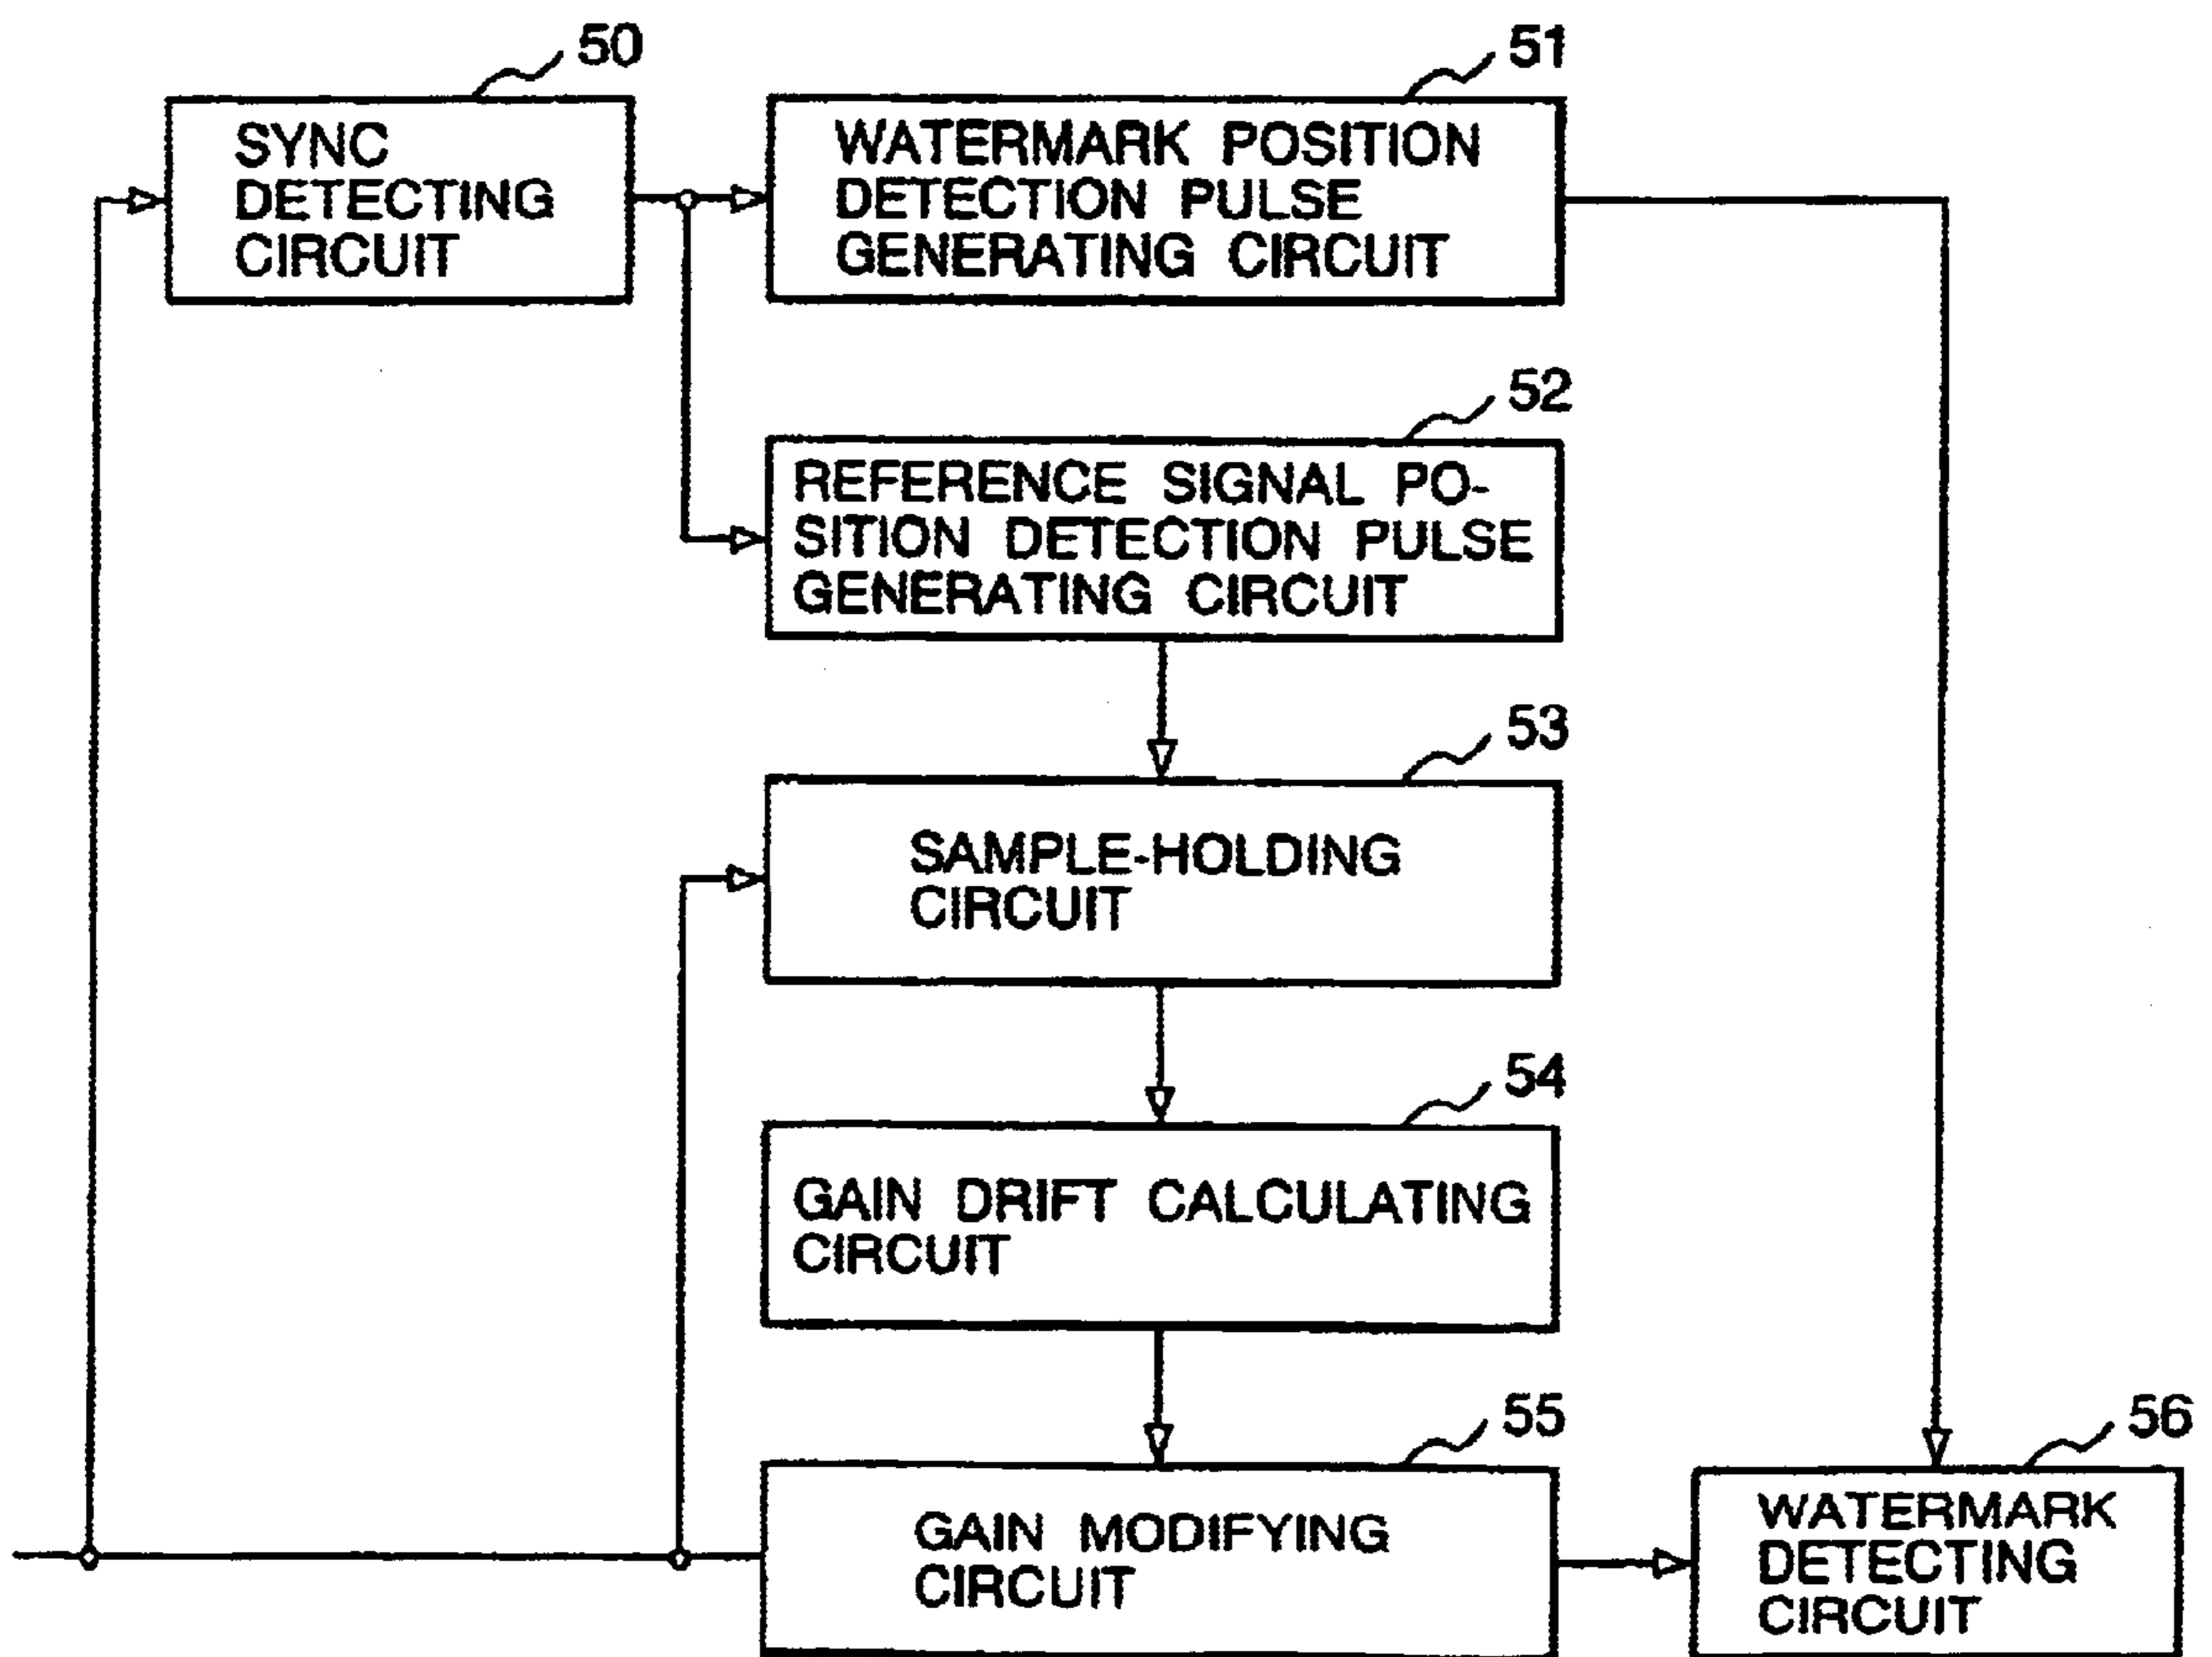 50
SYNC
DETECTING
CIRCUIT
51
WATERMARK POSITION
DETECTION PULSE
GENERATING CIRCUIT
52
REFERENCE SIGNAL PO-
SITION DETECTION PULSE
GENERATING CIRCUIT
53
SAMPLE-HOLDING
CIRCUIT
54
GAIN DRIFT CALCULATING
CIRCUIT
55
GAIN MODIFYING
CIRCUIT
56
WATERMARK
DETECTING
CIRCUIT